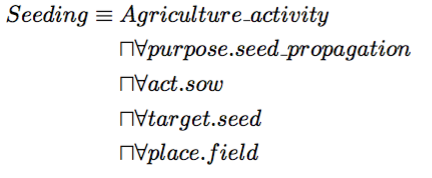 Seeding ≡ Agriculture_activity
⊓∀purpose.seed_propagation
⊓∀act.sow
⊓∀target.seed
⊓∀place.field